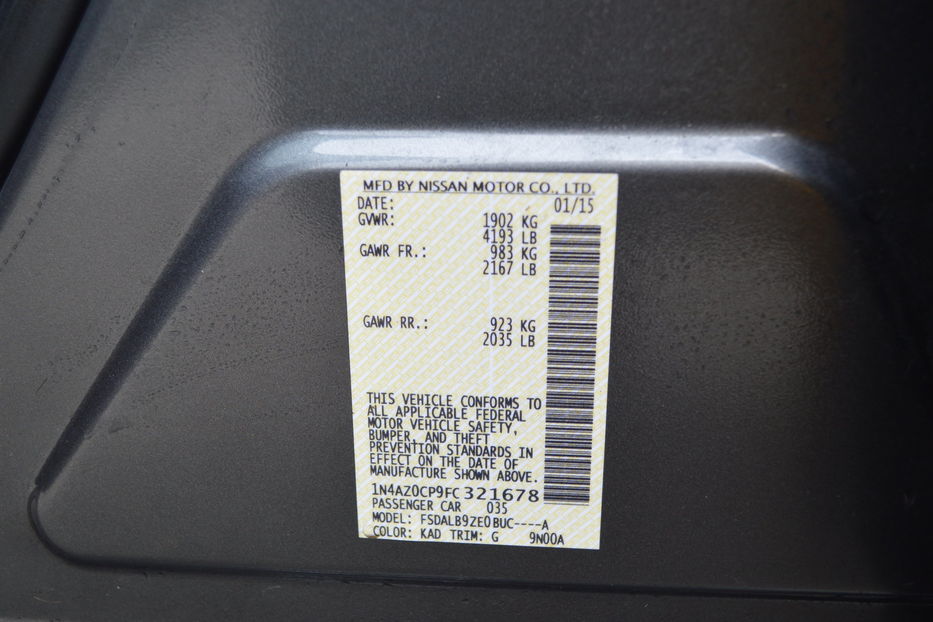 MFD BY NISSAN MOTOR CO., LTD.
DATE: 01/15
GVWR: 1902 KG
4193 LB
GAWR FR.: 983 KG
2167 LB
GAWR RR.: 923 KG
2035 LB
THIS VEHICLE CONFORMS TO
ALL APPLICABLE FEDERAL
MOTOR VEHICLE SAFETY,
BUMPER, AND THEFT
PREVENTION STANDARDS IN
EFFECT ON THE DATE OF
MANUFACTURE SHOWN ABOVE.
1N4AZ0CP9FC321678
PASSENGER CAR 035
MODEL: FSDALB9ZE0BUC----A
COLOR: KAD TRIM: G 9N00A